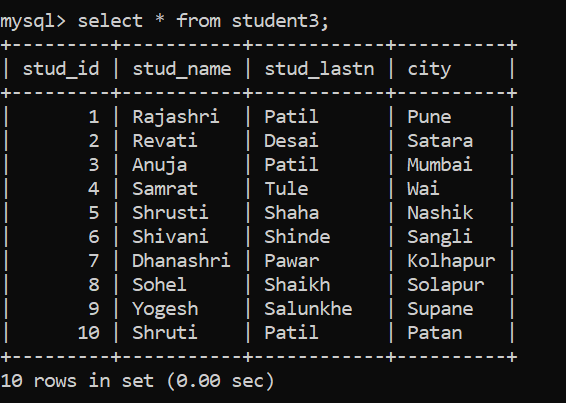 mysql> select * from student3;
+---------+-----------+------------+----------+
| stud_id | stud_name | stud_lastn | city     |
+---------+-----------+------------+----------+
|       1 | Rajashri  | Patil      | Pune     |
|       2 | Revati    | Desai      | Satara   |
|       3 | Anuja     | Patil      | Mumbai   |
|       4 | Samrat    | Tule       | Wai      |
|       5 | Shrusti   | Shaha      | Nashik   |
|       6 | Shivani   | Shinde     | Sangli   |
|       7 | Dhanashri | Pawar      | Kolhapur |
|       8 | Sohel     | Shaikh     | Solapur  |
|       9 | Yogesh    | Salunkhe   | Supane   |
|      10 | Shruti    | Patil      | Patan    |
+---------+-----------+------------+----------+
10 rows in set (0.00 sec)